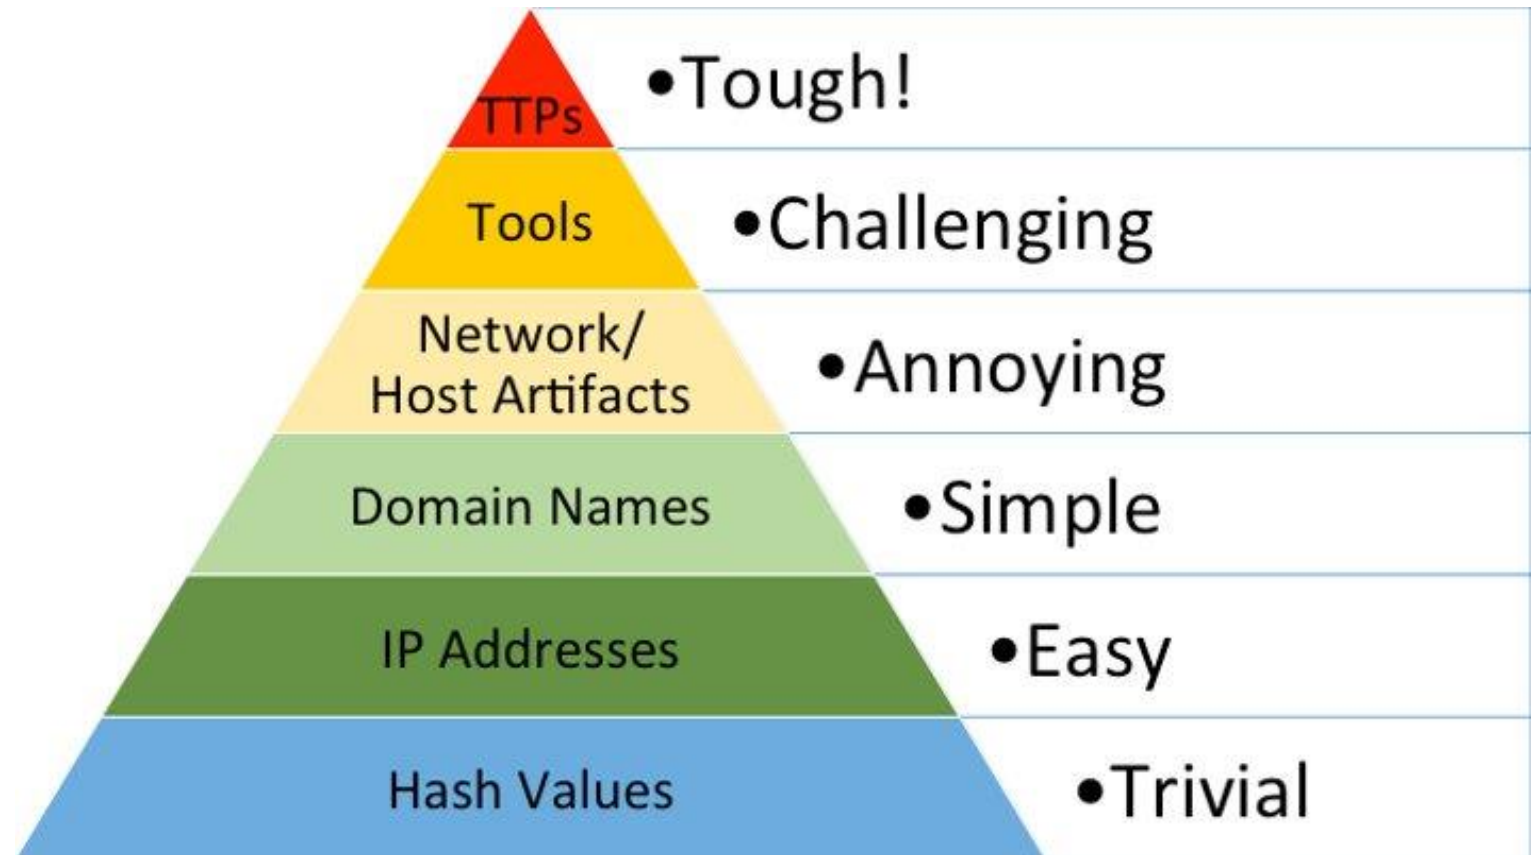 TTPs
•Tough!
Tools
•Challenging
Network/
Host Artifacts
•Annoying
Domain Names
•Simple
IP Addresses
•Easy
Hash Values
•Trivial